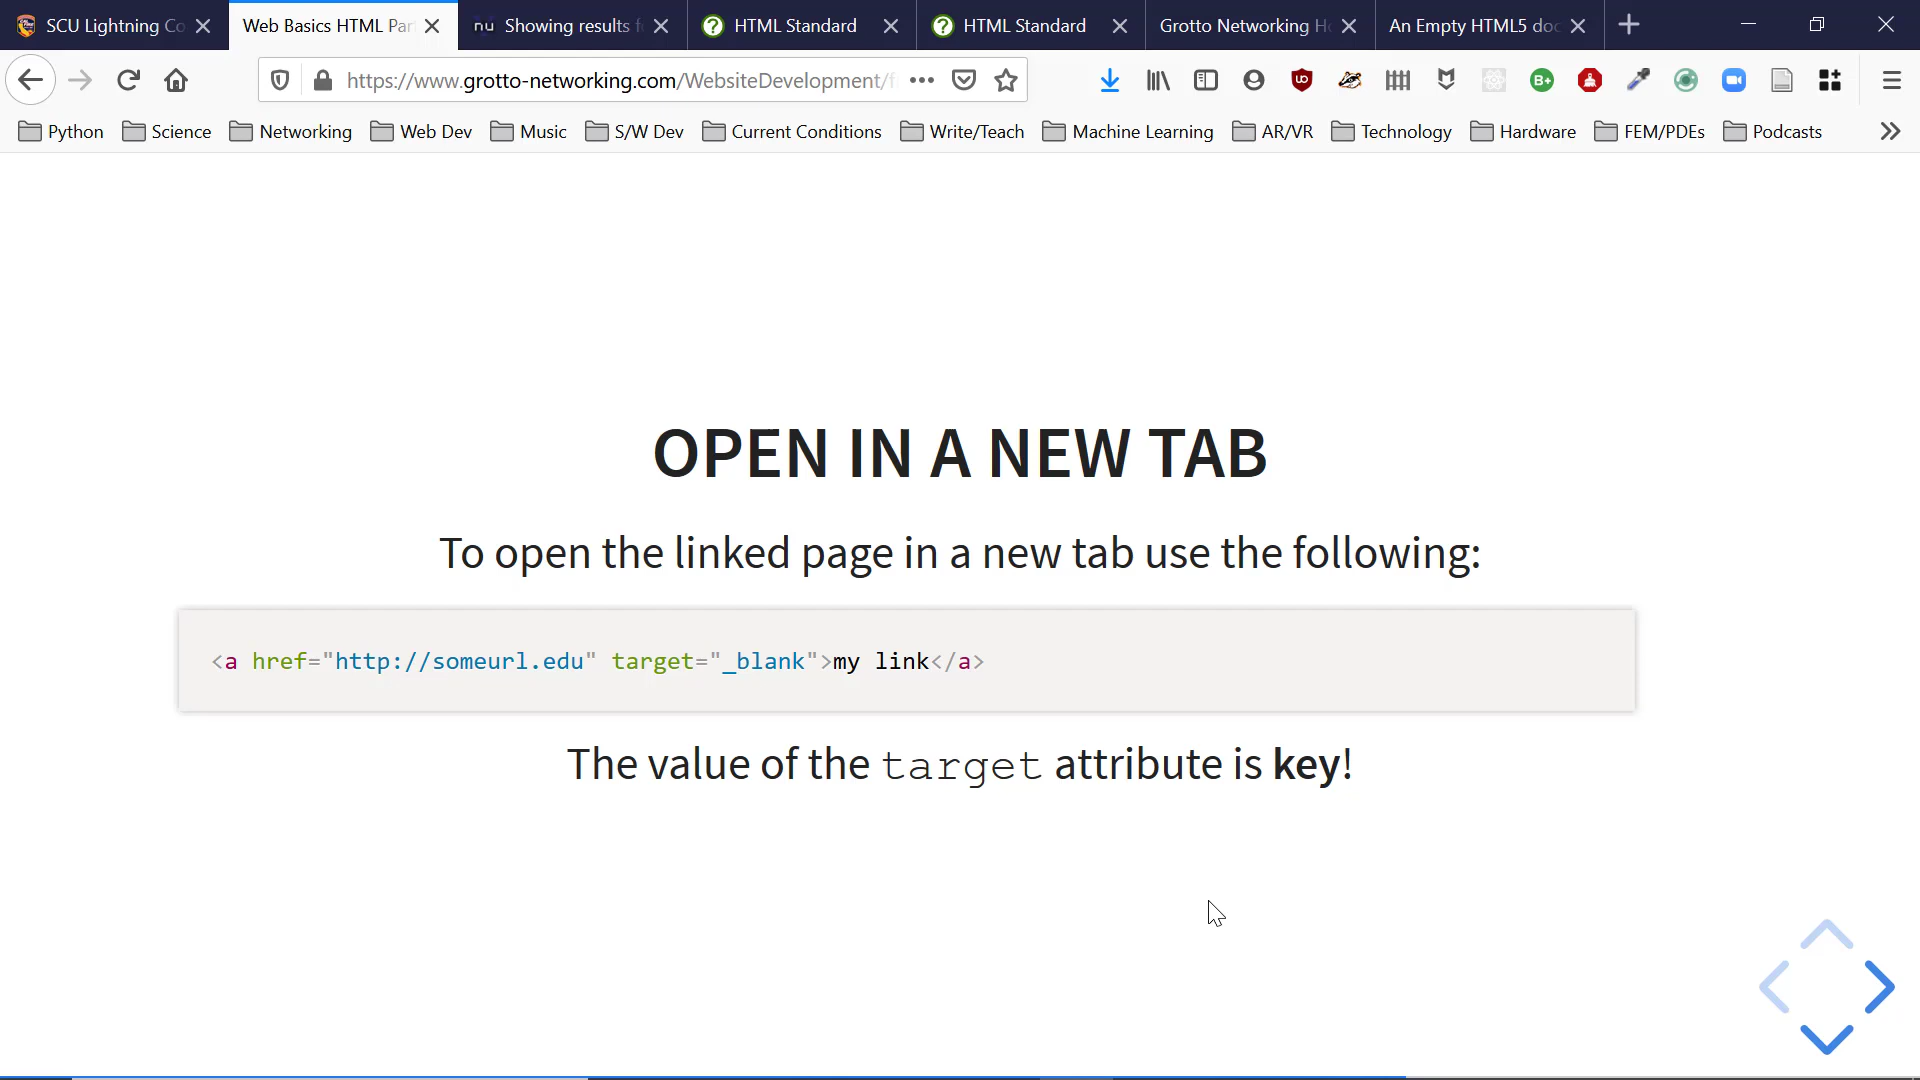 SCU Lightning Co
Web Basics HTML Par
nu Showing results f
HTML Standard
HTML Standard
Grotto Networking H
An Empty HTML5 doc
https://www.grotto-networking.com/WebsiteDevelopment/f
Python Science Networking Web Dev Music S/W Dev Current Conditions Write/Teach Machine Learning AR/VR Technology Hardware FEM/PDEs Podcasts
OPEN IN A NEW TAB
To open the linked page in a new tab use the following:
<a href="http://someurl.edu" target="_blank">my link</a>
The value of the target attribute is key!